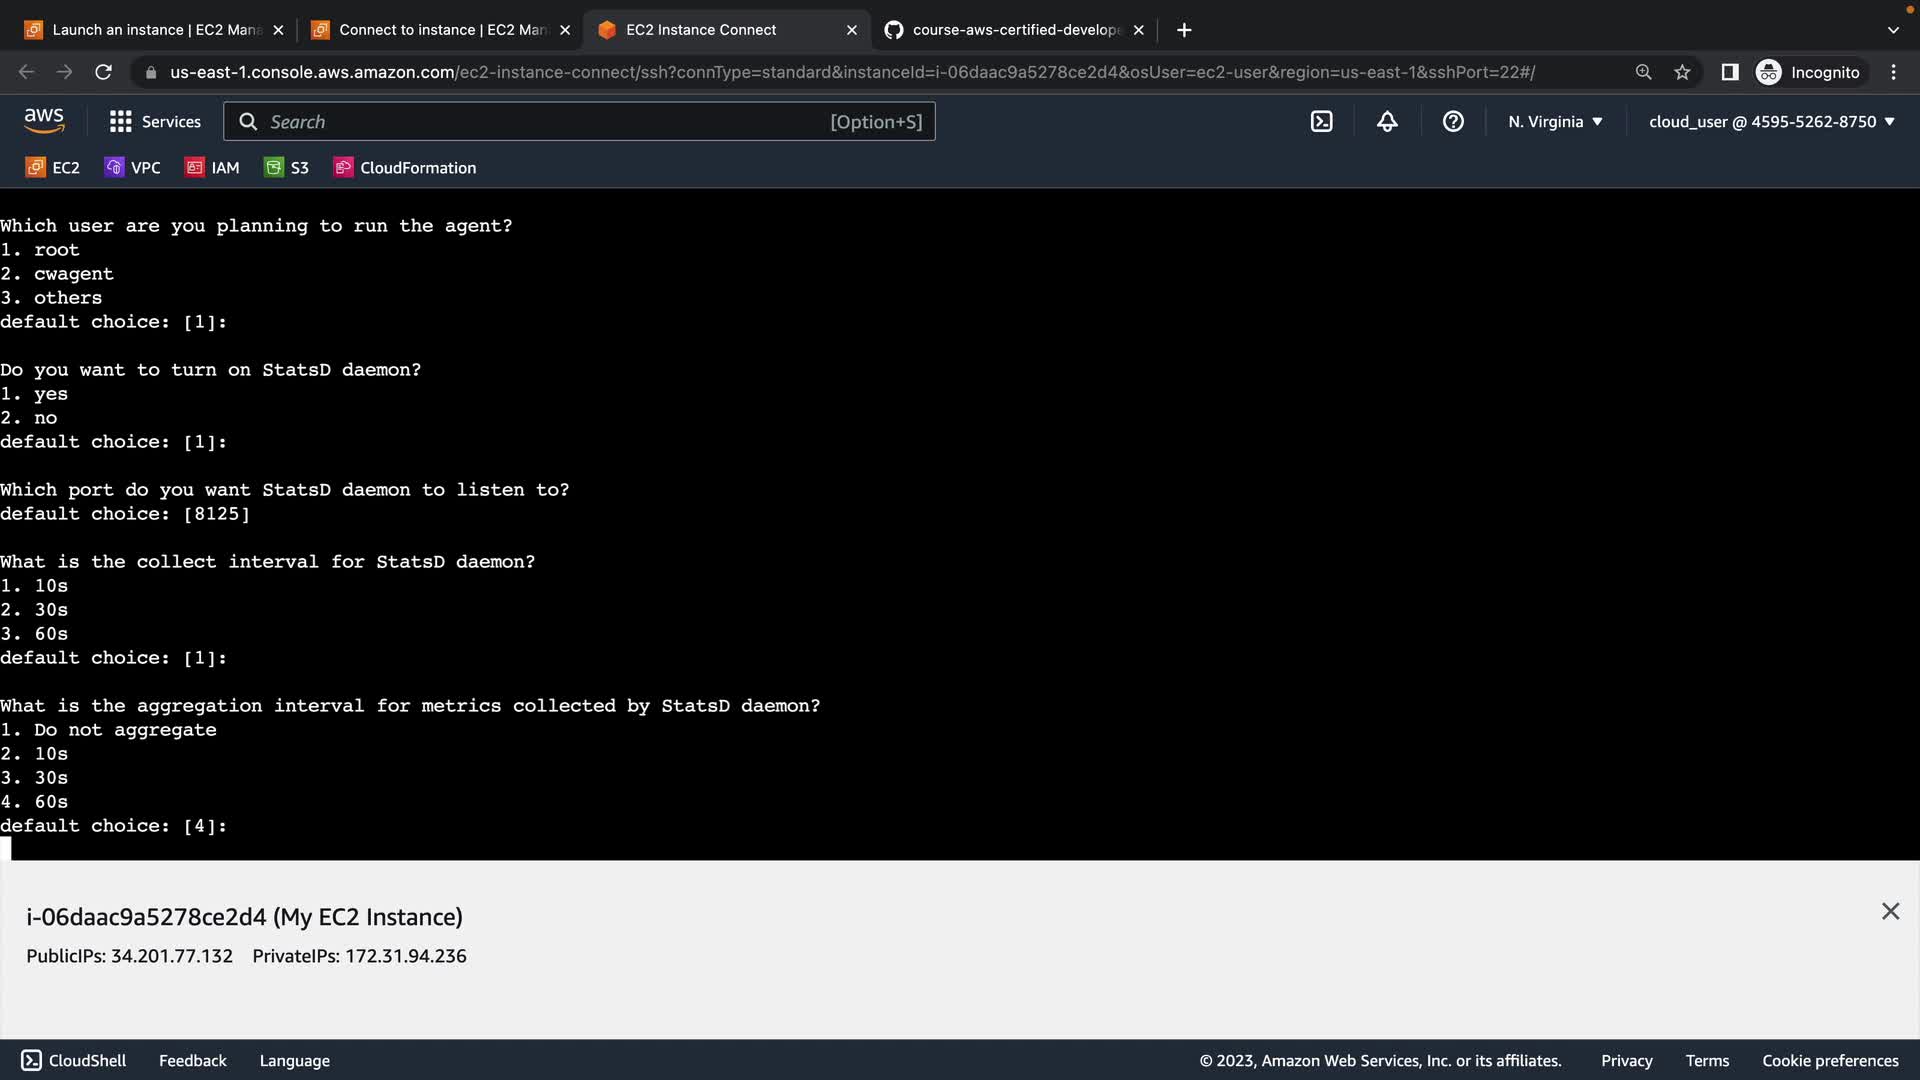 Launch an instance | EC2 Mana
Connect to instance | EC2 Man
EC2 Instance Connect
course-aws-certified-develope
us-east-1.console.aws.amazon.com/ec2-instance-connect/ssh?connType=standard&instanceId=i-06daac9a5278ce2d4&osUser=ec2-user&region=us-east-1&sshPort=22#/
Incognito
aws
Services
Search
[Option+S]
N. Virginia
cloud_user @ 4595-5262-8750
EC2
VPC
IAM
S3
CloudFormation
Which user are you planning to run the agent?
1. root
2. cwagent
3. others
default choice: [1]:
Do you want to turn on StatsD daemon?
1. yes
2. no
default choice: [1]:
Which port do you want StatsD daemon to listen to?
default choice: [8125]
What is the collect interval for StatsD daemon?
1. 10s
2. 30s
3. 60s
default choice: [1]:
What is the aggregation interval for metrics collected by StatsD daemon?
1. Do not aggregate
2. 10s
3. 30s
4. 60s
default choice: [4]:
i-06daac9a5278ce2d4 (My EC2 Instance)
PublicIPs: 34.201.77.132 PrivateIPs: 172.31.94.236
CloudShell
Feedback
Language
© 2023, Amazon Web Services, Inc. or its affiliates.
Privacy
Terms
Cookie preferences